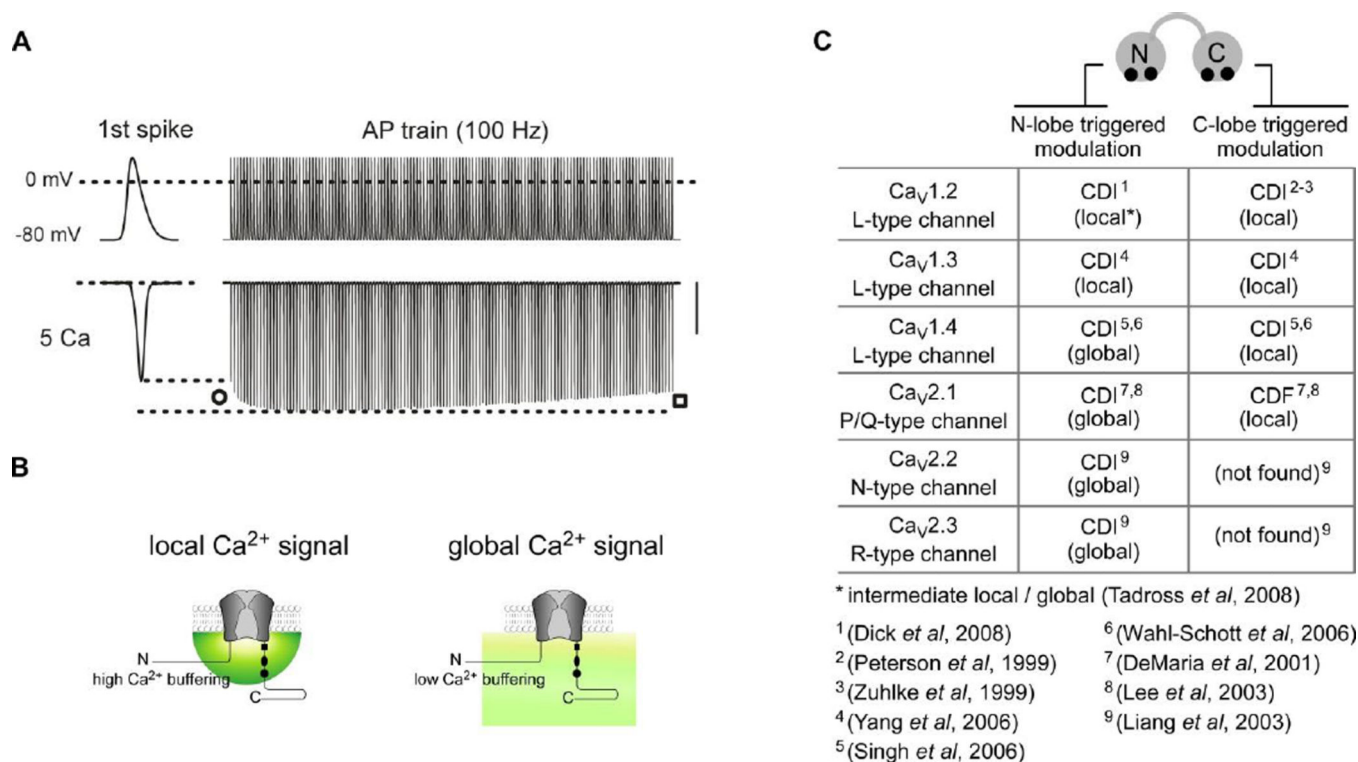 A
1st spike
AP train (100 Hz)
0 mV
-80 mV
5 Ca
B
local Ca2+ signal
global Ca2+ signal
N
high Ca2+ buffering
C
N
low Ca2+ buffering
C
C
N
C
N-lobe triggered
modulation
C-lobe triggered
modulation
CaV1.2
L-type channel
CDI1
(local*)
CDI2-3
(local)
CaV1.3
L-type channel
CDI4
(local)
CDI4
(local)
CaV1.4
L-type channel
CDI5,6
(global)
CDI5,6
(local)
CaV2.1
P/Q-type channel
CDI7,8
(global)
CDF7,8
(local)
CaV2.2
N-type channel
CDI9
(global)
(not found)9
CaV2.3
R-type channel
CDI9
(global)
(not found)9
* intermediate local / global (Tadross et al, 2008)
1(Dick et al, 2008)
2(Peterson et al, 1999)
3(Zuhlke et al, 1999)
4(Yang et al, 2006)
5(Singh et al, 2006)
6(Wahl-Schott et al, 2006)
7(DeMaria et al, 2001)
8(Lee et al, 2003)
9(Liang et al, 2003)